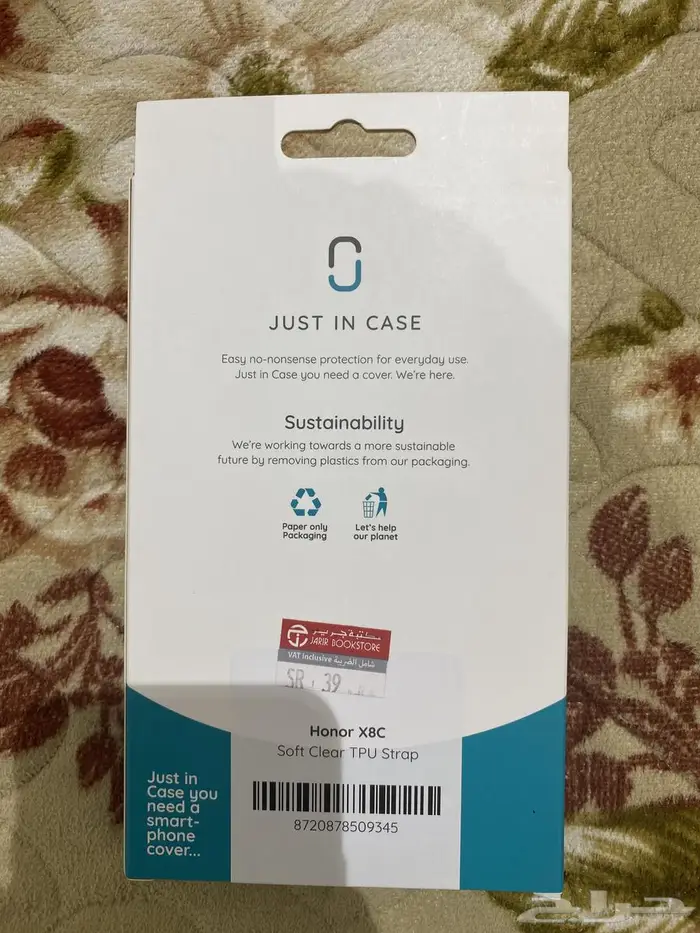 JUST IN CASE
Easy no-nonsense protection for everyday use.
Just in Case you need a cover. We're here.
Sustainability
We're working towards a more sustainable
future by removing plastics from our packaging.
Paper only
Packaging
Let's help
our planet
مكتبة جرير
JARIR BOOKSTORE
VAT Inclusive شامل الضريبة
SR 39
Honor X8C
Soft Clear TPU Strap
8720878509345
Just in
Case you
need a
smart-
phone
cover...
حراج